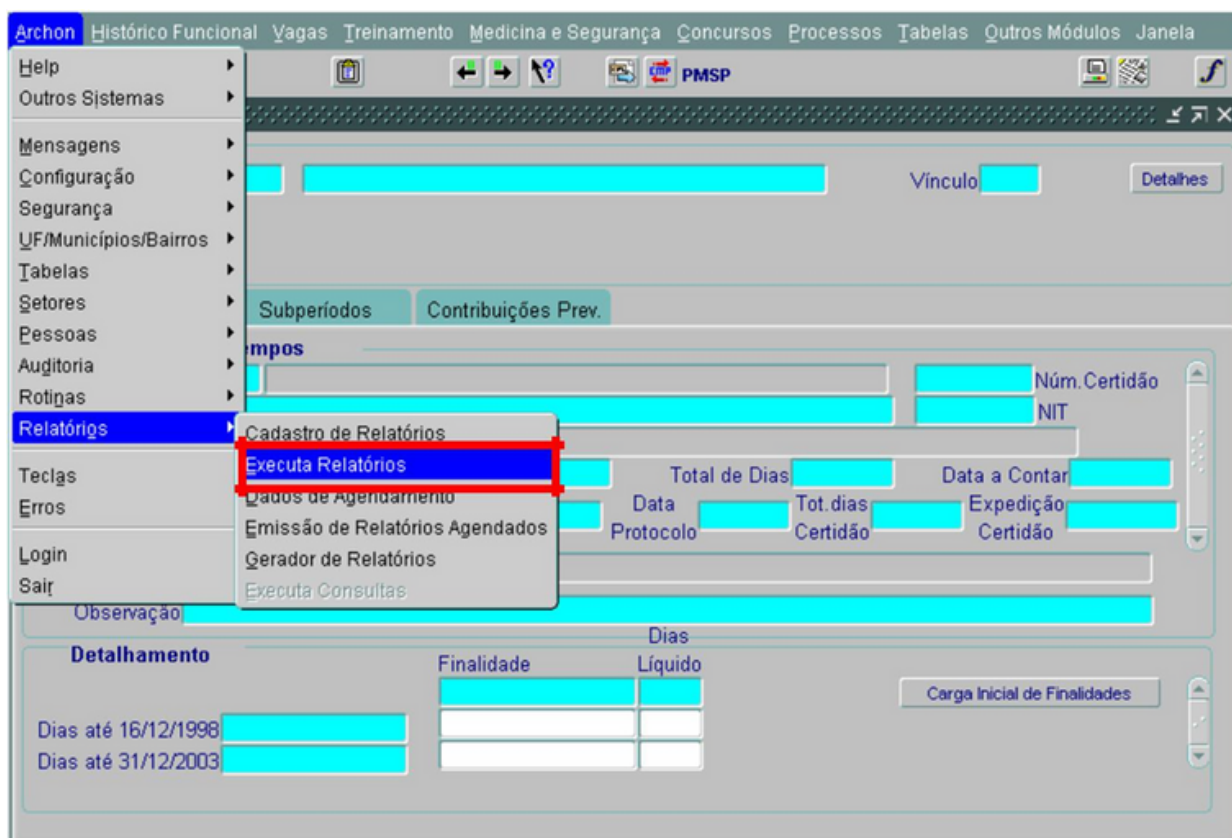 Archon Histórico Funcional Vagas Treinamento Medicina e Segurança Concursos Processos Tabelas Outros Módulos Janela
Help
CMP PMSP
Outros Sistemas
Mensagens
Configuração
Vínculo Detalhes
Segurança
UF/Municípios/Bairros
Tabelas
Setores
Subperíodos Contribuições Prev.
Pessoas
empos
Auditoria
Núm.Certidão
Rotinas
NIT
Relatórios
Cadastro de Relatórios
Executa Relatórios
Total de Dias Data a Contar
Teclas
Dados de Agendamento
Data Protocolo Tot.dias Certidão Expedição Certidão
Erros
Emissão de Relatórios Agendados
Login
Gerador de Relatórios
Sair
Executa Consultas
Observação
Dias
Detalhamento
Finalidade Líquido
Carga Inicial de Finalidades
Dias até 16/12/1998
Dias até 31/12/2003